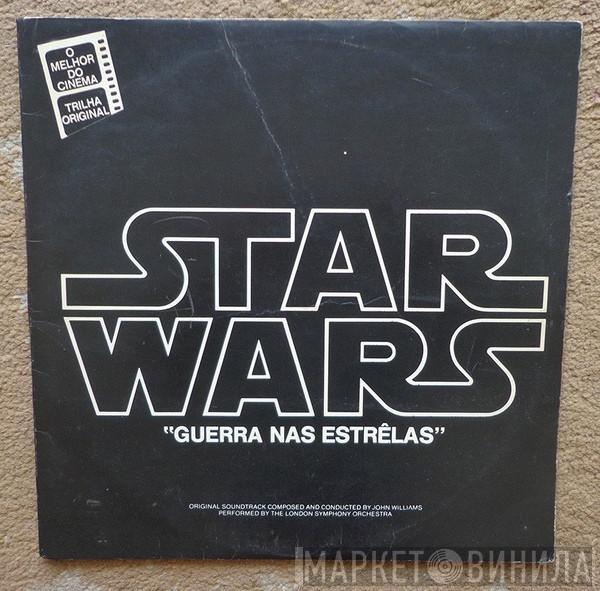 O
MELHOR
DO
CINEMA
TRILHA
ORIGINAL
STAR
WARS
"GUERRA NAS ESTRÊLAS"
ORIGINAL SOUNDTRACK COMPOSED AND CONDUCTED BY JOHN WILLIAMS
PERFORMED BY THE LONDON SYMPHONY ORCHESTRA
МАРКЕТ ВИНИЛА